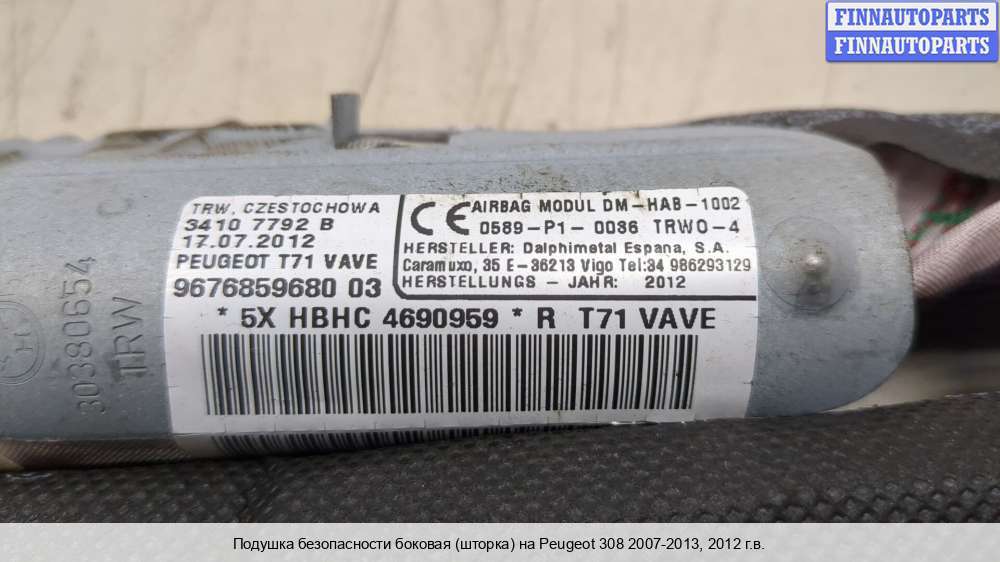 FINNAUTOPARTS
FINNAUTOPARTS
TRW, CZESTOCHOWA
3410 7792 B
17.07.2012
PEUGEOT T71 VAVE
9676859680 03
CE AIRBAG MODUL DM-HAB-1002
0589-P1-0036 TRWO-4
HERSTELLER: Dalphimetal Espana, S.A.
Caramuxo, 35 E-36213 Vigo Tel:34 986293129
HERSTELLUNGS - JAHR: 2012
* 5X HBHC 4690959 * R T71 VAVE
30380654
TRW
Подушка безопасности боковая (шторка) на Peugeot 308 2007-2013, 2012 г.в.